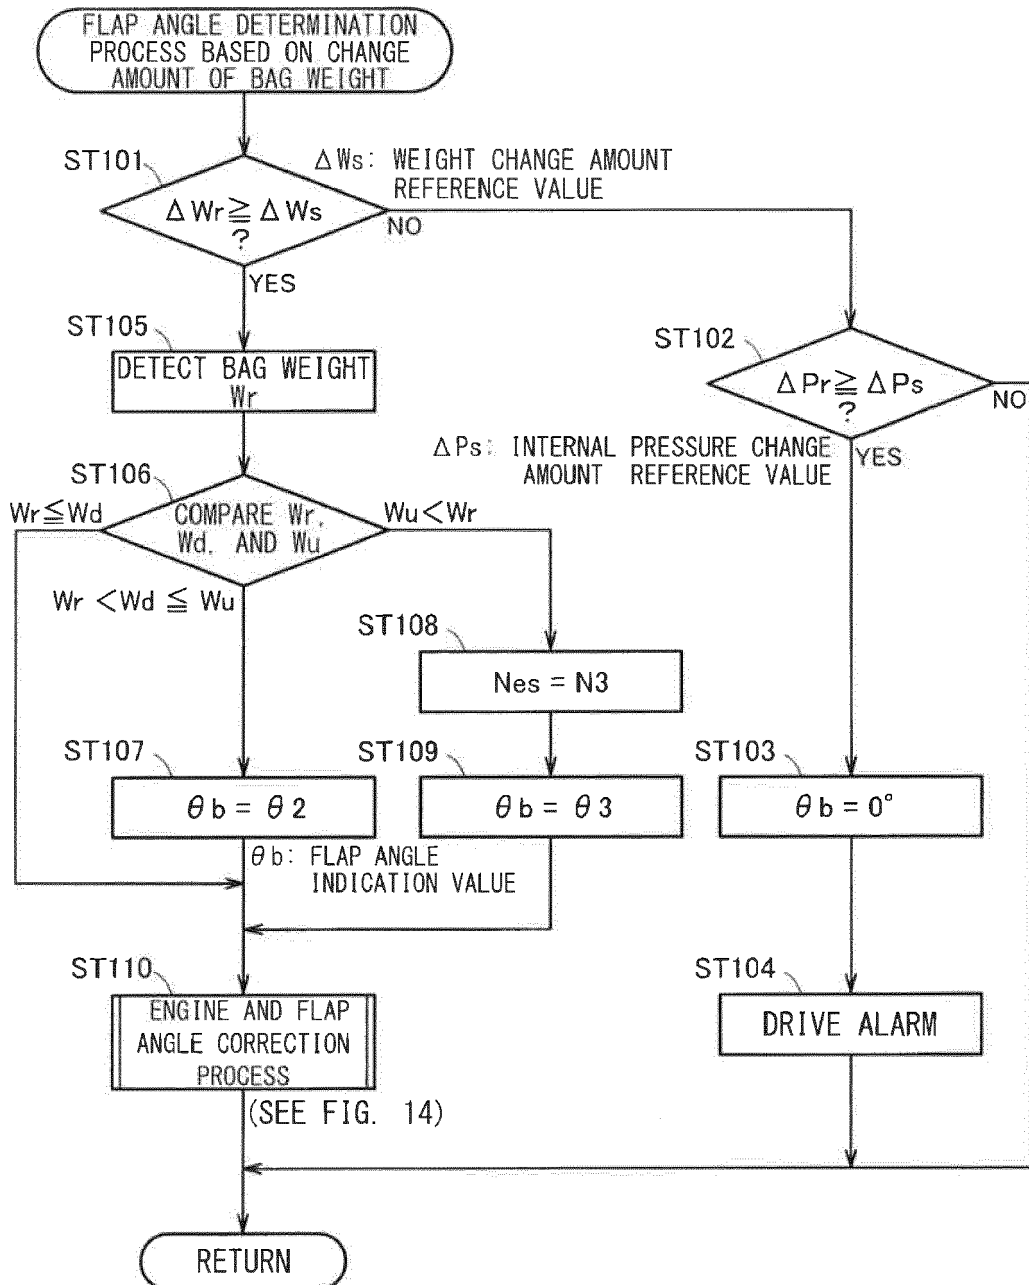 FLAP ANGLE DETERMINATION
PROCESS BASED ON CHANGE
AMOUNT OF BAG WEIGHT
ST101
ΔWs: WEIGHT CHANGE AMOUNT
REFERENCE VALUE
ΔWr≧ΔWs
?
NO
YES
ST105
DETECT BAG WEIGHT
Wr
ST102
ΔPr≧ΔPs
?
NO
YES
ΔPs: INTERNAL PRESSURE CHANGE
AMOUNT REFERENCE VALUE
ST106
Wr≦Wd
COMPARE Wr,
Wd, AND Wu
Wu<Wr
Wr <Wd ≦ Wu
ST108
Nes = N3
ST107
θb = θ2
ST109
θb = θ3
ST103
θb = 0°
θb: FLAP ANGLE
INDICATION VALUE
ST110
ENGINE AND FLAP
ANGLE CORRECTION
PROCESS
(SEE FIG. 14)
ST104
DRIVE ALARM
RETURN